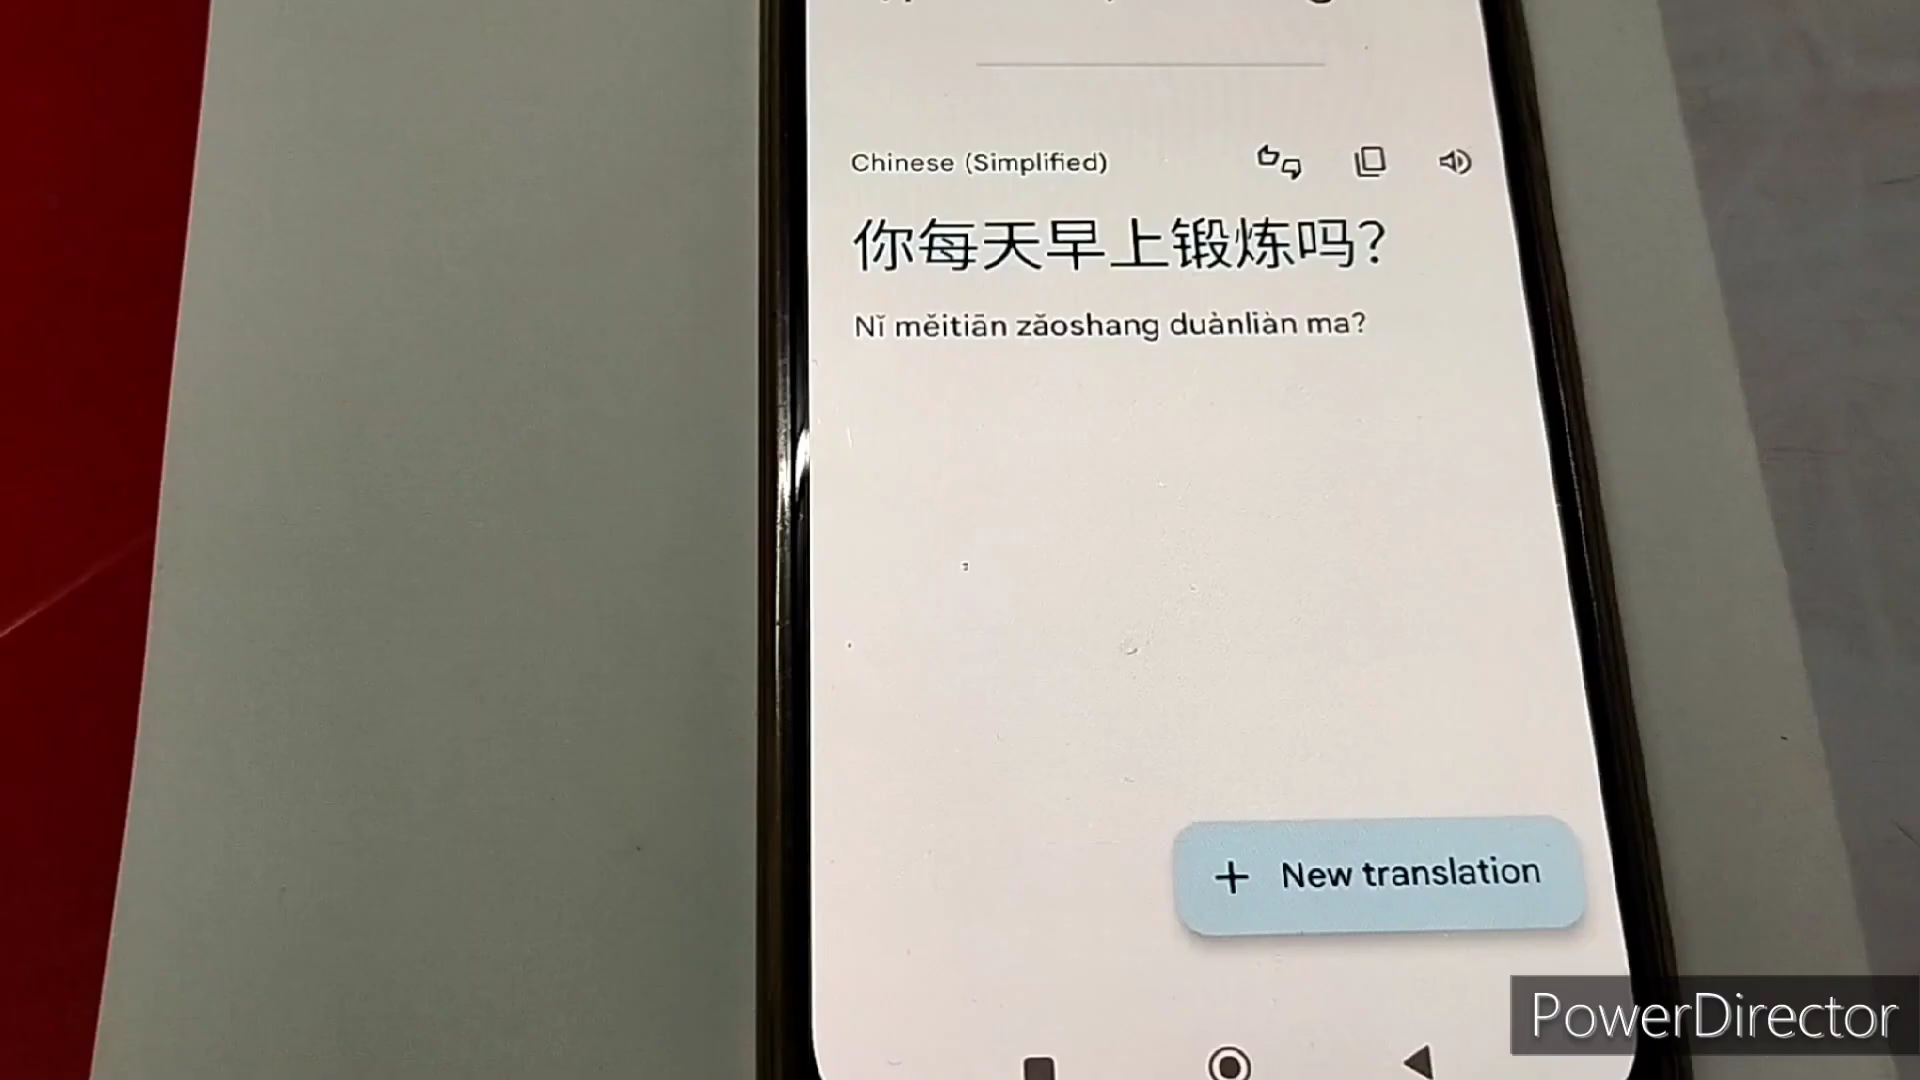 Chinese (Simplified)
你每天早上锻炼吗?
Nǐ měitiān zǎoshang duànliàn ma?
+ New translation
PowerDirector